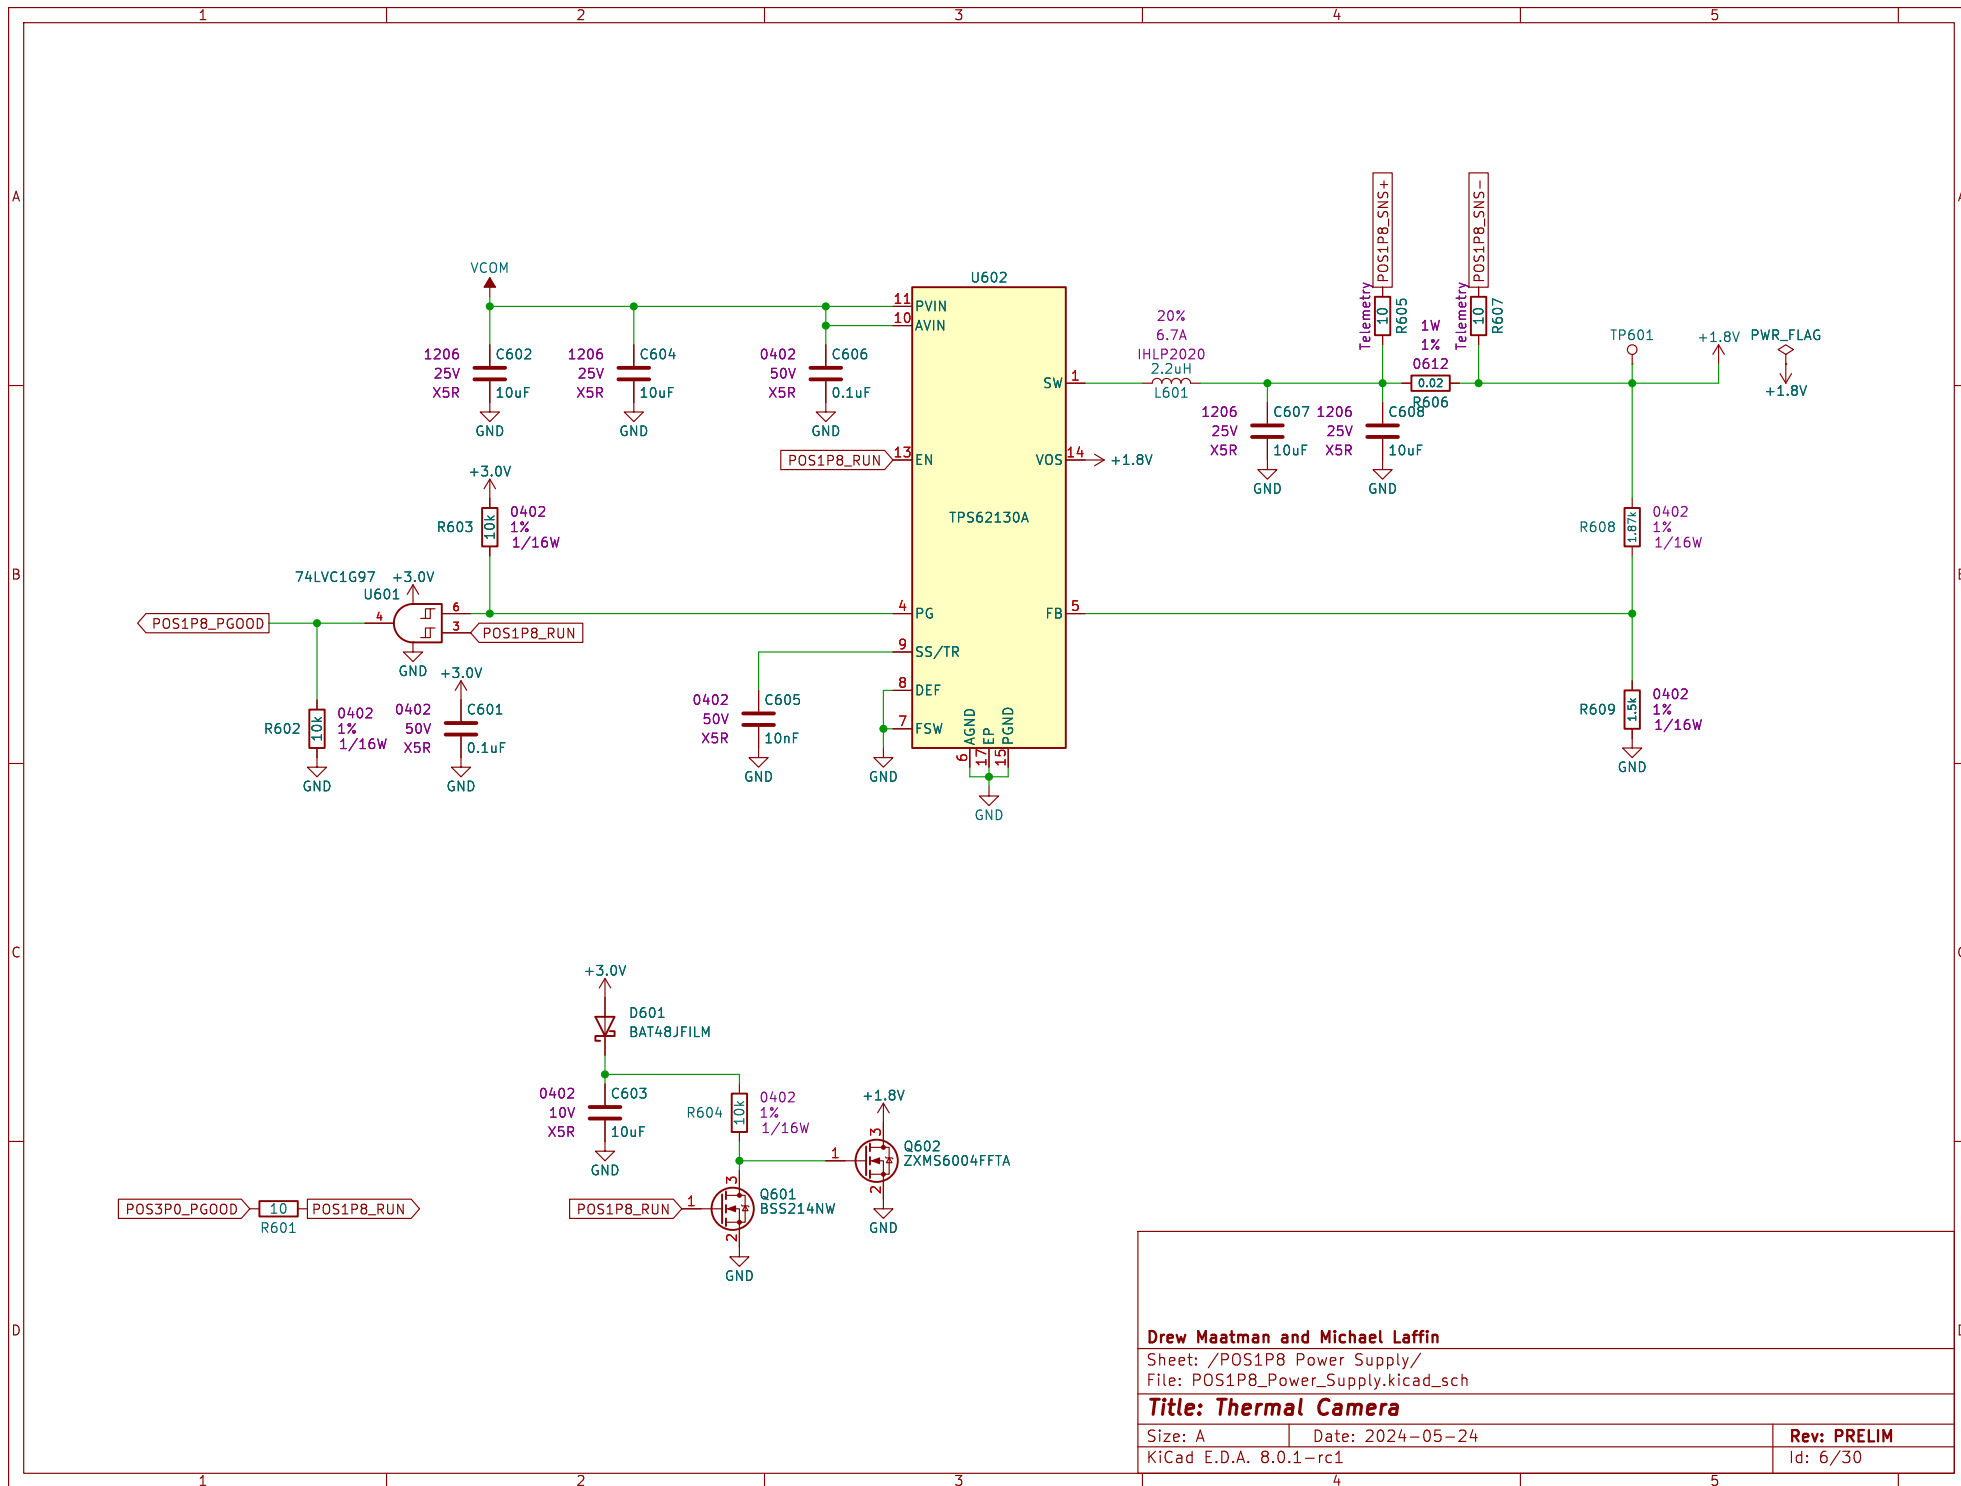 1 2 3 4 5
A
B
C
D
POS1P8_SNS+
POS1P8_SNS-
Telemetry
10
R605
Telemetry
10
R607
VCOM
1206
25V
X5R
C602
10uF
GND
1206
25V
X5R
C604
10uF
GND
0402
50V
X5R
C606
0.1uF
GND
U602
TPS62130A
11 PVIN
10 AVIN
13 EN
4 PG
9 SS/TR
8 DEF
7 FSW
SW 1
VOS 14
FB 5
AGND 6
EP 17
PGND 15
GND
POS1P8_RUN
+1.8V
20%
6.7A
IHLP2020
2.2uH
L601
1W
1%
0612
0.02
R606
1206
25V
X5R
C607
10uF
GND
1206
25V
X5R
C608
10uF
GND
TP601
+1.8V
PWR_FLAG
+1.8V
R608
1.87k
0402
1%
1/16W
R609
1.5k
0402
1%
1/16W
GND
+3.0V
R603
10k
0402
1%
1/16W
74LVC1G97
U601
+3.0V
4
6
3
GND
POS1P8_PGOOD
POS1P8_RUN
R602
10k
0402
1%
1/16W
GND
+3.0V
0402
50V
X5R
C601
0.1uF
GND
0402
50V
X5R
C605
10nF
GND
GND
+3.0V
D601
BAT48JFILM
0402
10V
X5R
C603
10uF
GND
R604
10k
0402
1%
1/16W
+1.8V
3
1
2
Q602
ZXMS6004FFTA
GND
POS3P0_PGOOD
10
R601
POS1P8_RUN
POS1P8_RUN
1
3
2
Q601
BSS214NW
GND
Drew Maatman and Michael Laffin
Sheet: /POS1P8 Power Supply/
File: POS1P8_Power_Supply.kicad_sch
Title: Thermal Camera
Size: A
Date: 2024-05-24
Rev: PRELIM
KiCad E.D.A. 8.0.1-rc1
Id: 6/30
1 2 3 4 5